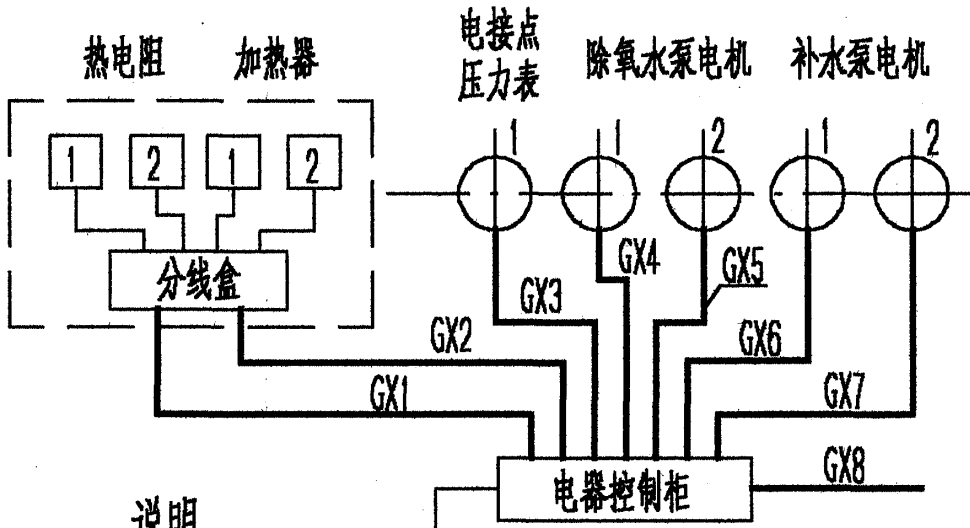 热电阻 加热器 电接点
压力表 除氧水泵电机 补水泵电机
1 2 1 2 1 1 2 1 2
分线盒
GX1
GX2
GX3
GX4
GX5
GX6
GX7
GX8
电器控制柜
说明